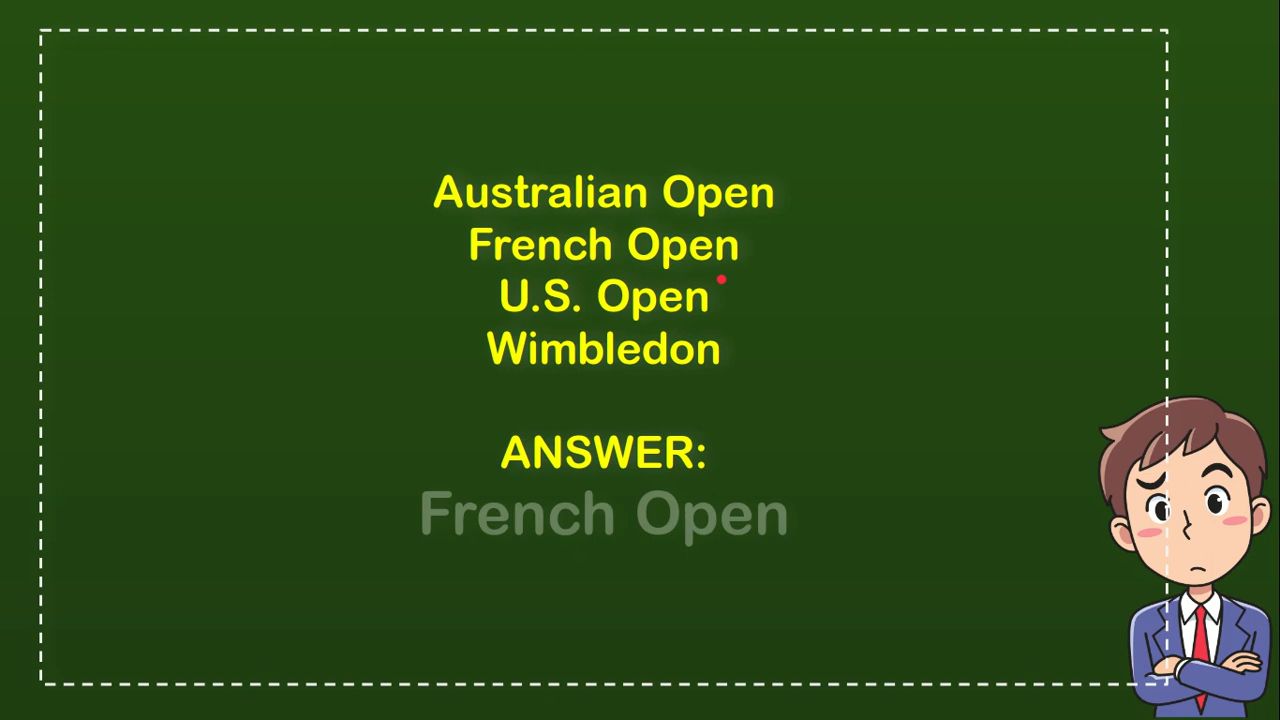 Australian Open
French Open
U.S. Open
Wimbledon
ANSWER:
French Open